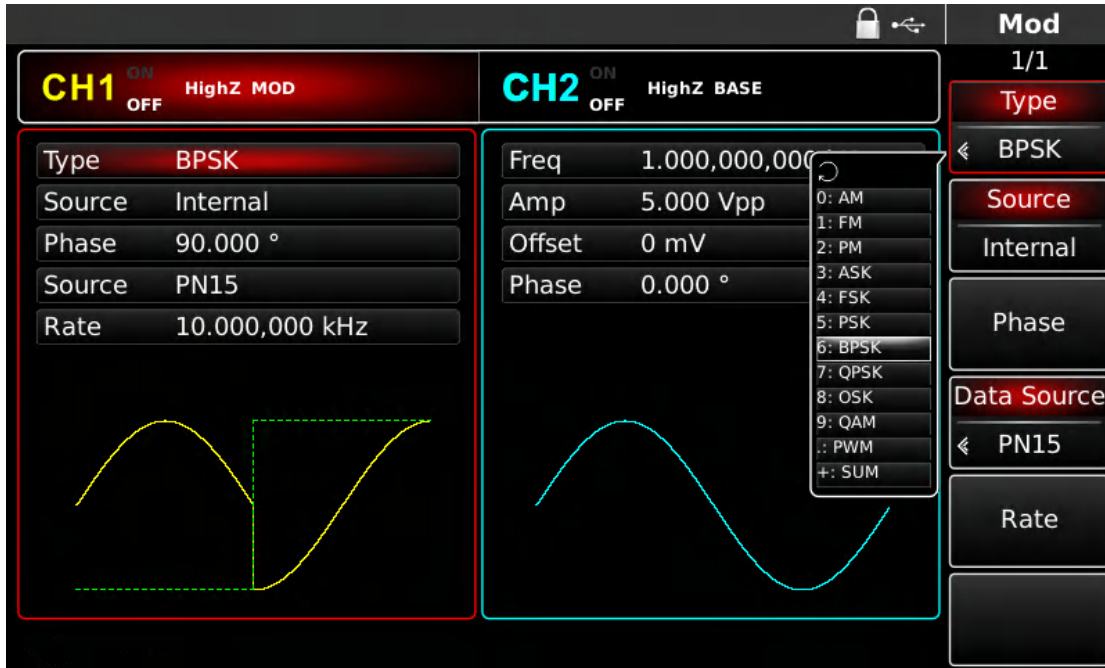 Mod
1/1
CH1 ON OFF HighZ MOD
CH2 ON OFF HighZ BASE
Type BPSK
Source Internal
Phase 90.000 °
Source PN15
Rate 10.000,000 kHz
Freq 1.000,000,000
Amp 5.000 Vpp
Offset 0 mV
Phase 0.000 °
0: AM
1: FM
2: PM
3: ASK
4: FSK
5: PSK
6: BPSK
7: QPSK
8: OSK
9: QAM
.: PWM
+: SUM
Type
BPSK
Source
Internal
Phase
Data Source
PN15
Rate